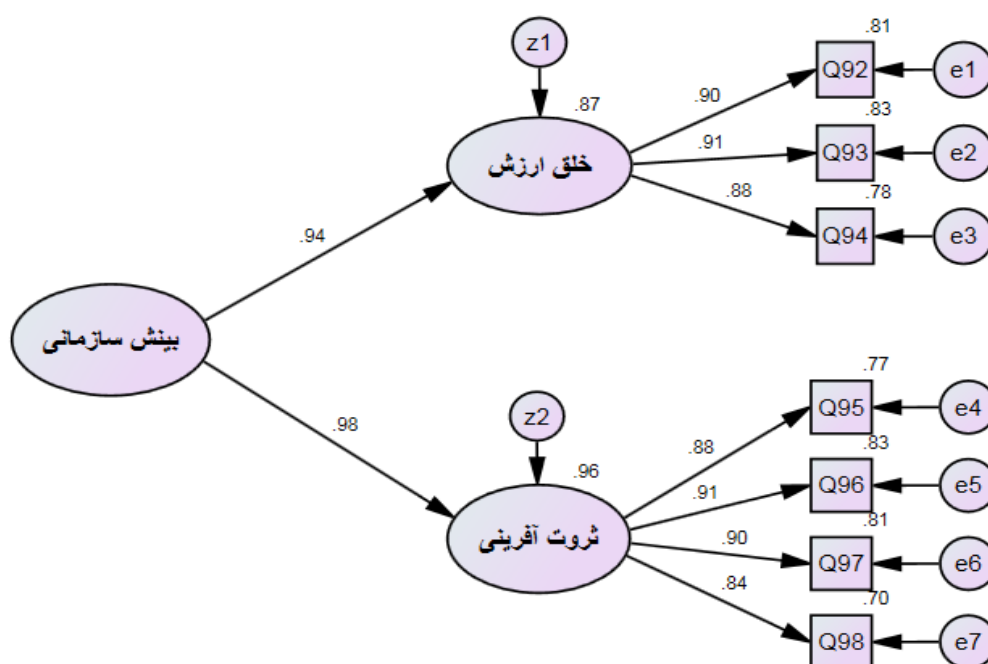 z1
.87
خلق ارزش
.90
.91
.88
.81
Q92
e1
.83
Q93
e2
.78
Q94
e3
.94
بینش سازمانی
.98
z2
.96
ثروت آفرینی
.88
.91
.90
.84
.77
Q95
e4
.83
Q96
e5
.81
Q97
e6
.70
Q98
e7